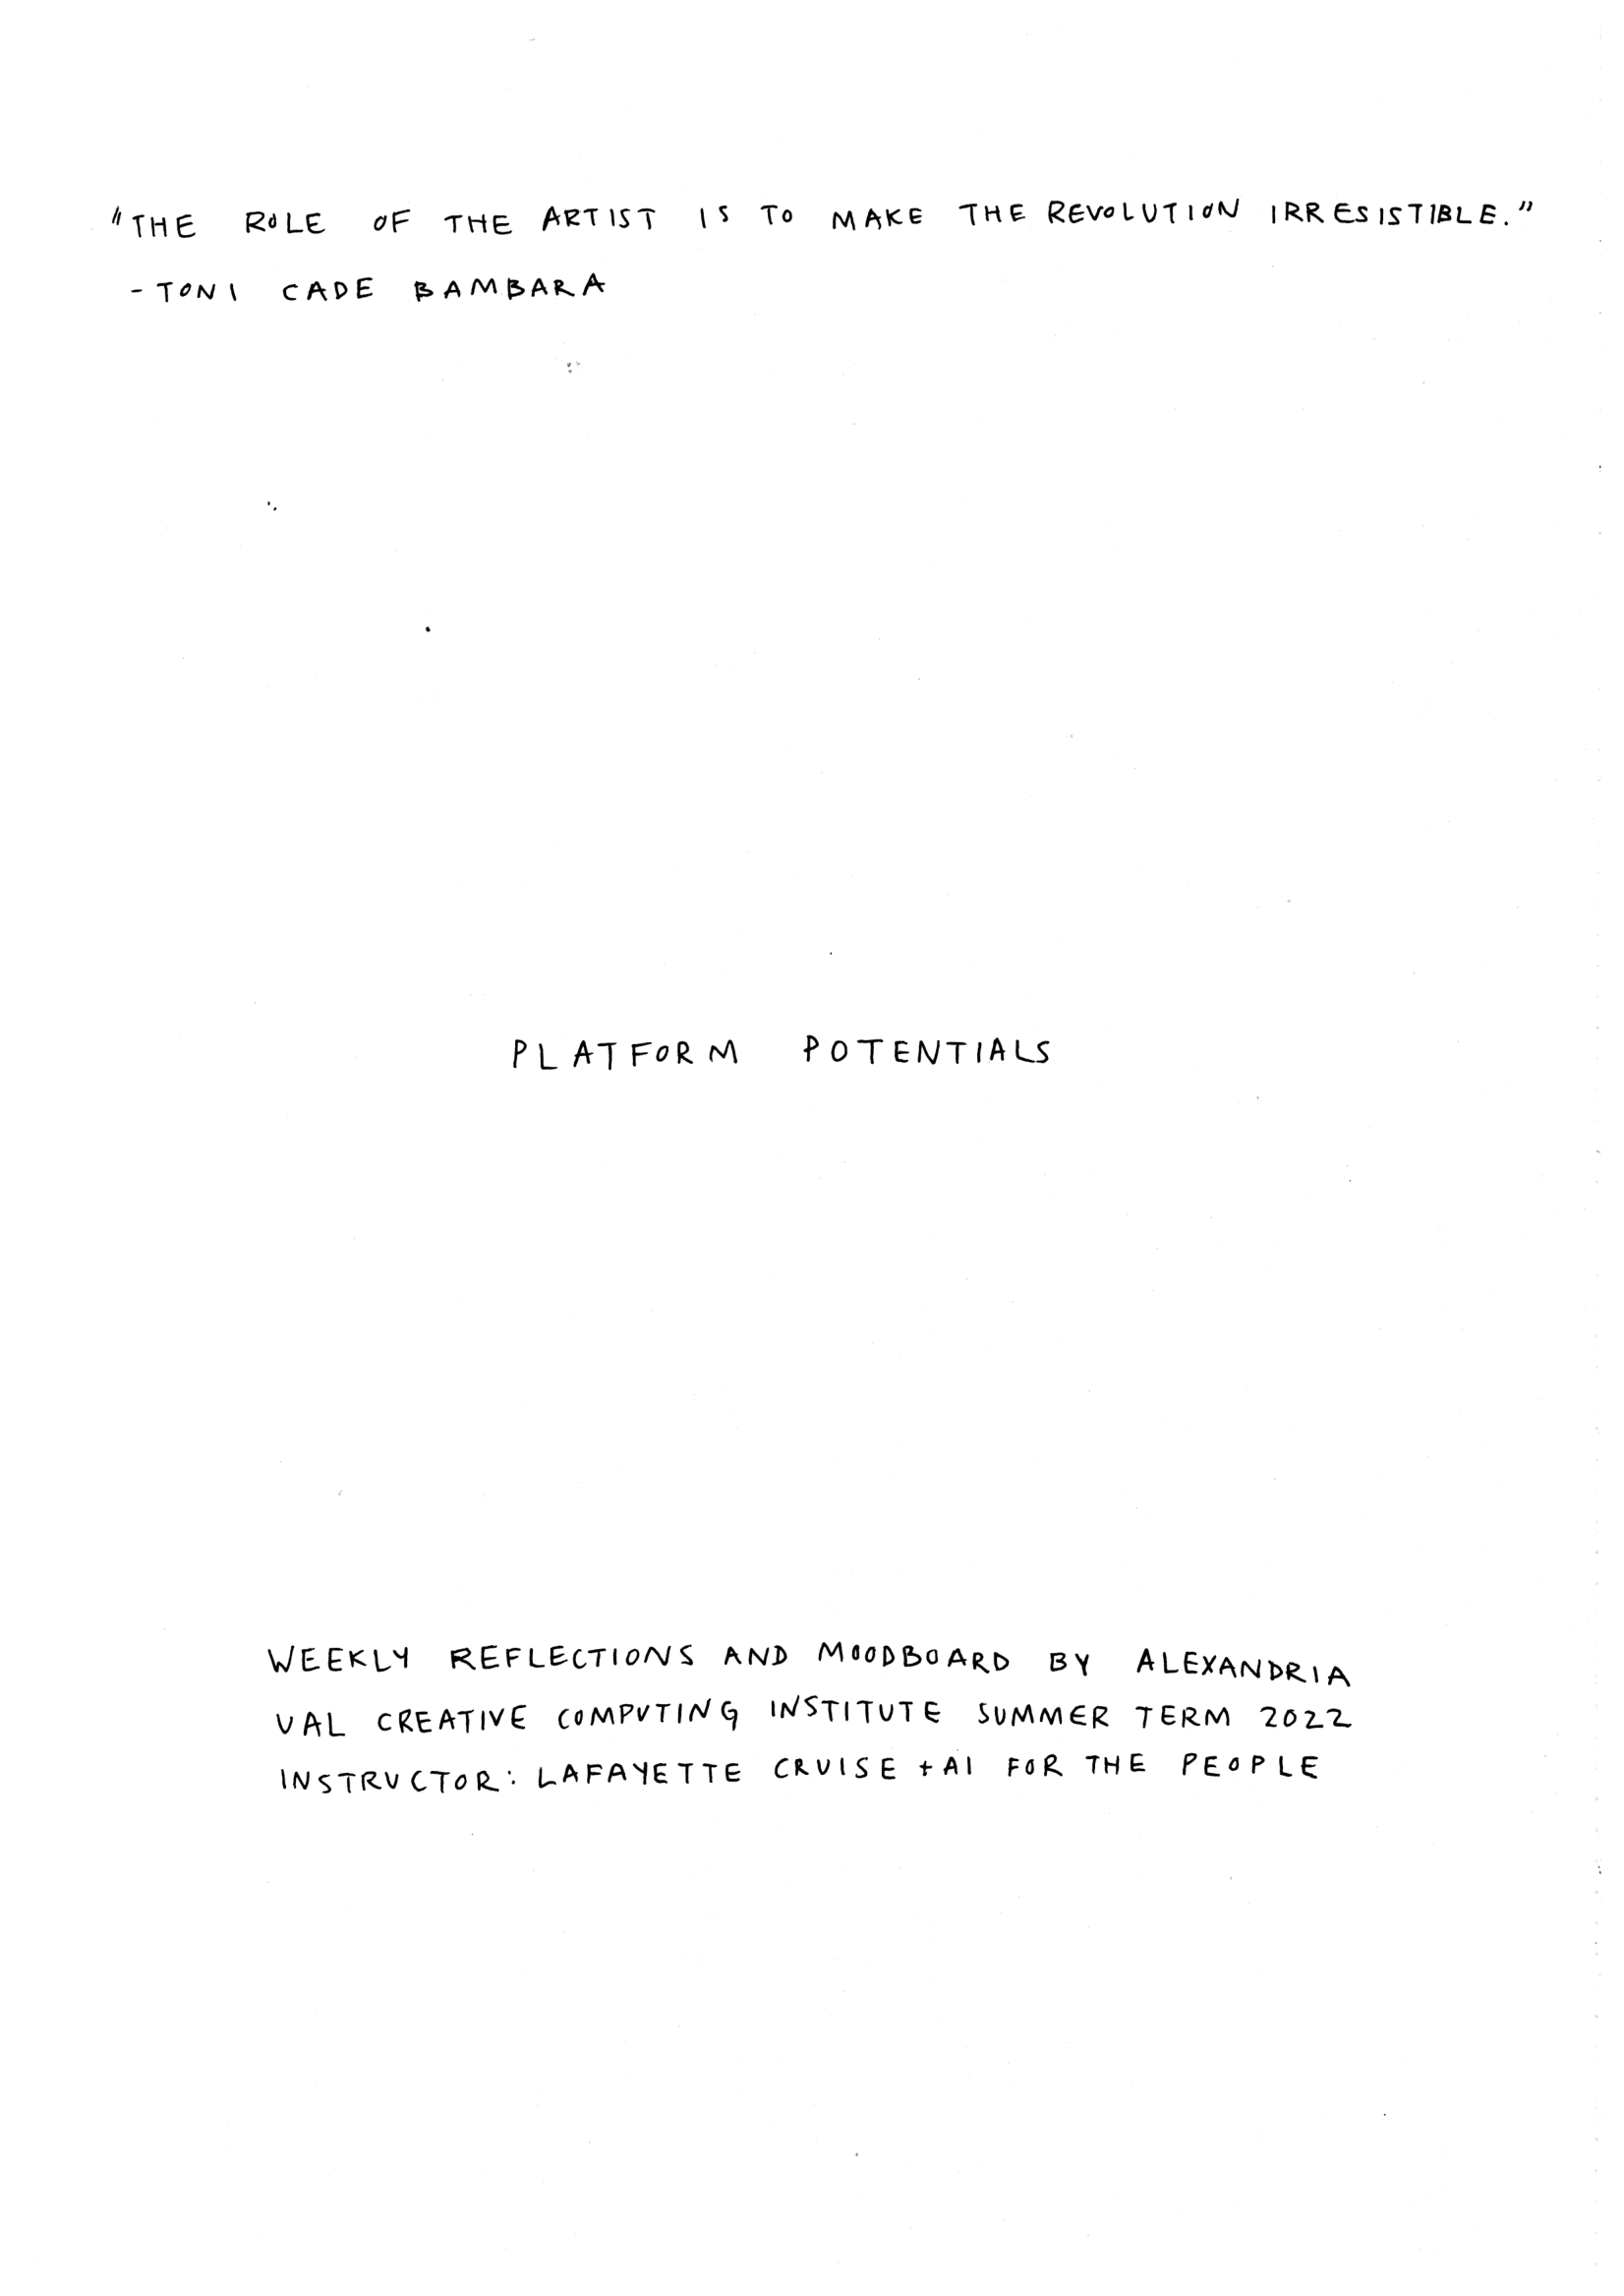 "THE ROLE OF THE ARTIST IS TO MAKE THE REVOLUTION IRRESISTIBLE."
- TONI CADE BAMBARA
PLATFORM POTENTIALS
WEEKLY REFLECTIONS AND MOODBOARD BY ALEXANDRIA
UAL CREATIVE COMPUTING INSTITUTE SUMMER TERM 2022
INSTRUCTOR: LAFAYETTE CRUISE + AI FOR THE PEOPLE